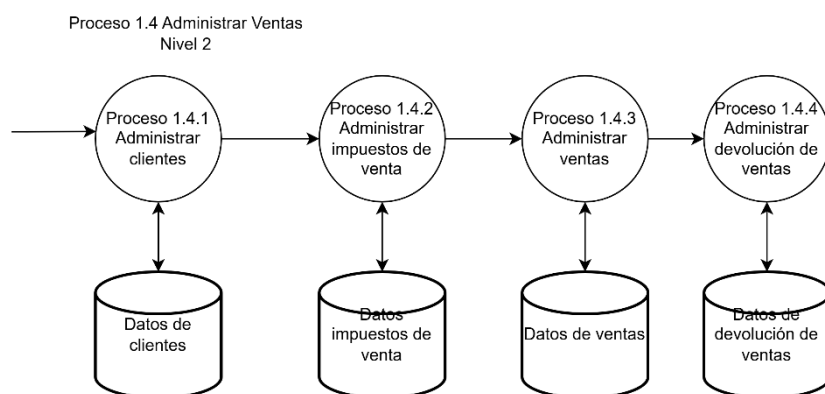 Proceso 1.4 Administrar Ventas
Nivel 2
Proceso 1.4.1
Administrar
clientes
Proceso 1.4.2
Administrar
impuestos de
venta
Proceso 1.4.3
Administrar
ventas
Proceso 1.4.4
Administrar
devolución de
ventas
Datos de
clientes
Datos
impuestos de
venta
Datos de ventas
Datos de
devolución de
ventas